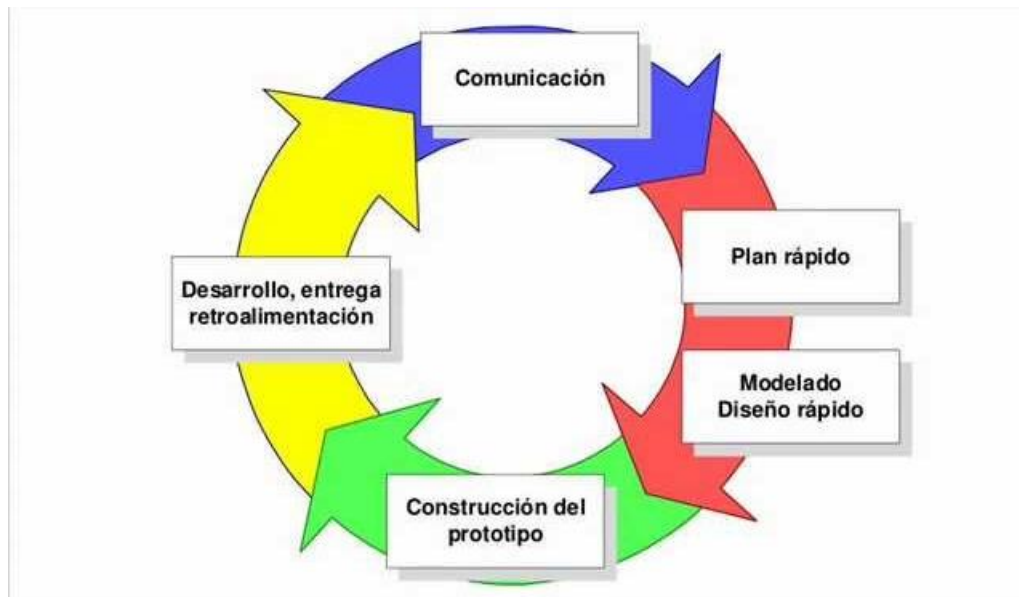 Comunicación
Plan rápido
Modelado
Diseño rápido
Construcción del
prototipo
Desarrollo, entrega
retroalimentación